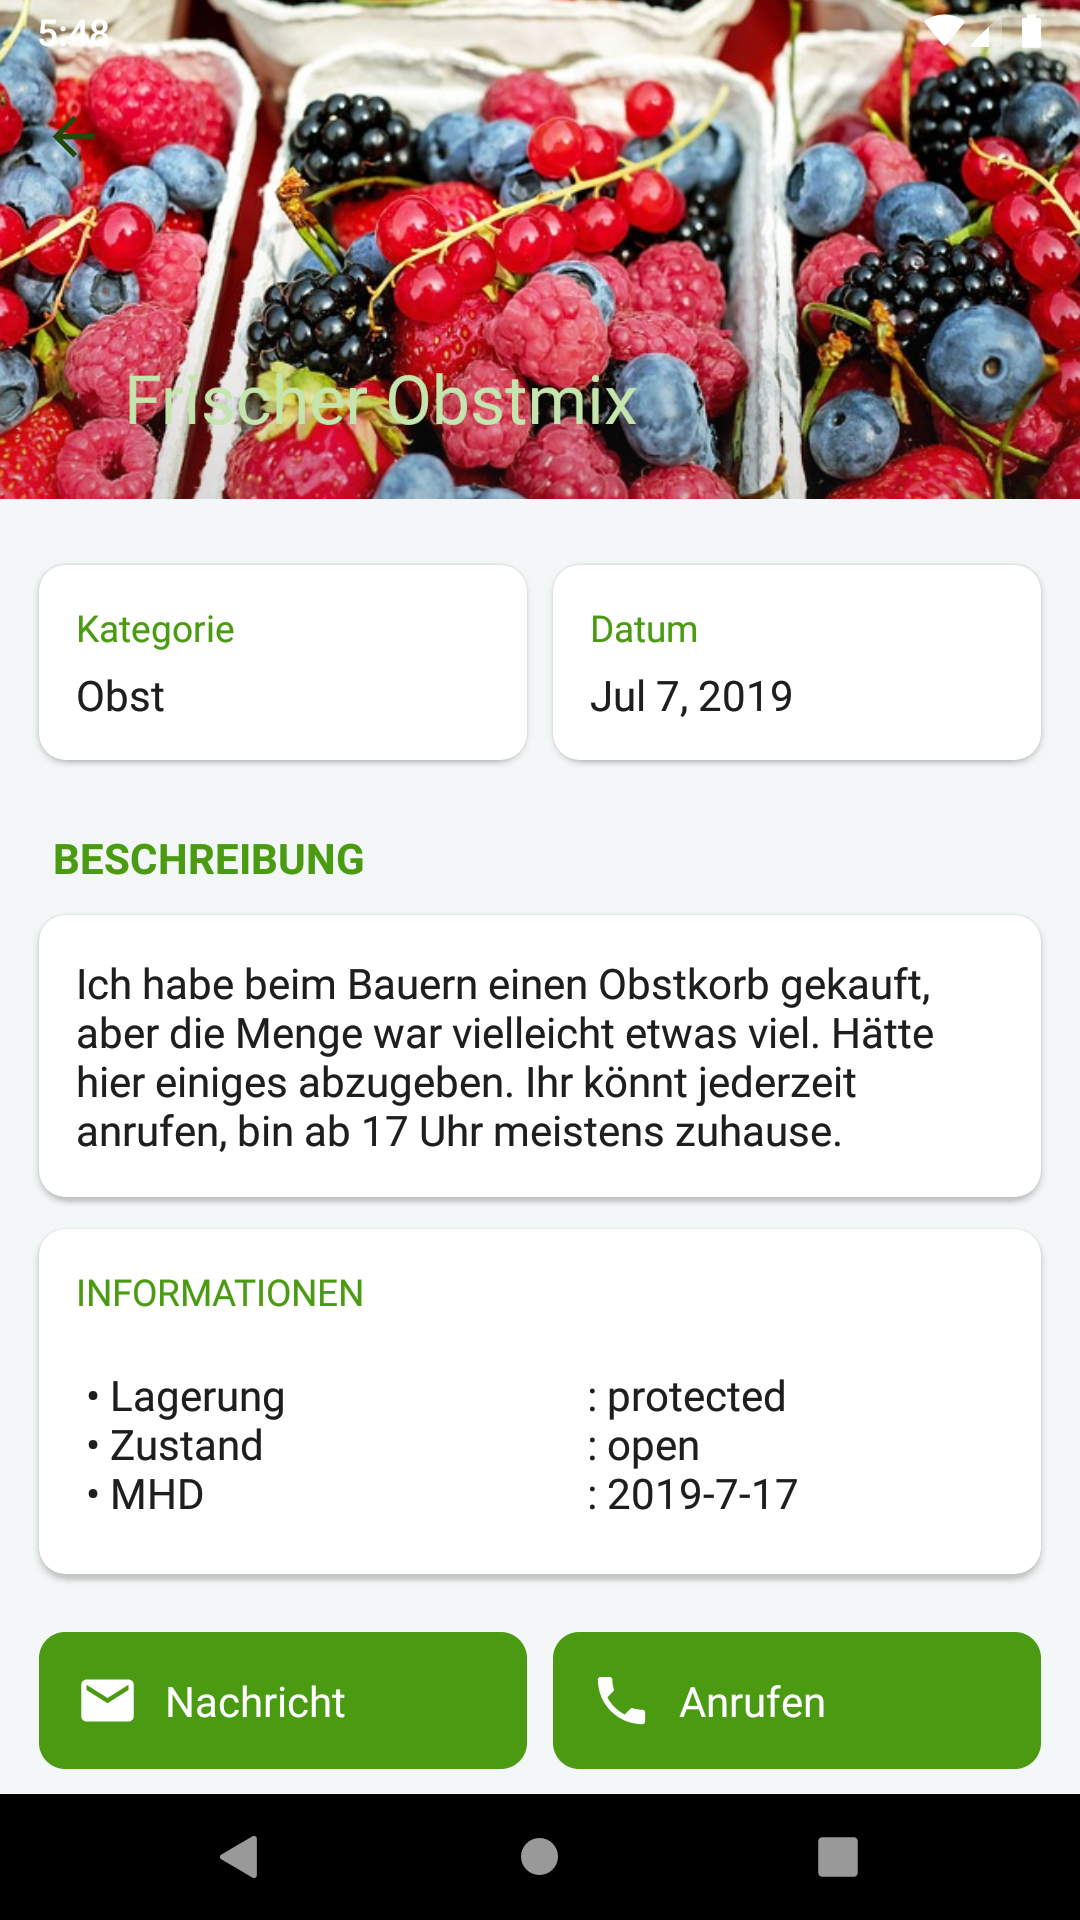 5:48
Frischer Obstmix
Kategorie
Obst
Datum
Jul 7, 2019
BESCHREIBUNG
Ich habe beim Bauern einen Obstkorb gekauft,
aber die Menge war vielleicht etwas viel. Hätte
hier einiges abzugeben. Ihr könnt jederzeit
anrufen, bin ab 17 Uhr meistens zuhause.
INFORMATIONEN
• Lagerung : protected
• Zustand : open
• MHD : 2019-7-17
Nachricht
Anrufen